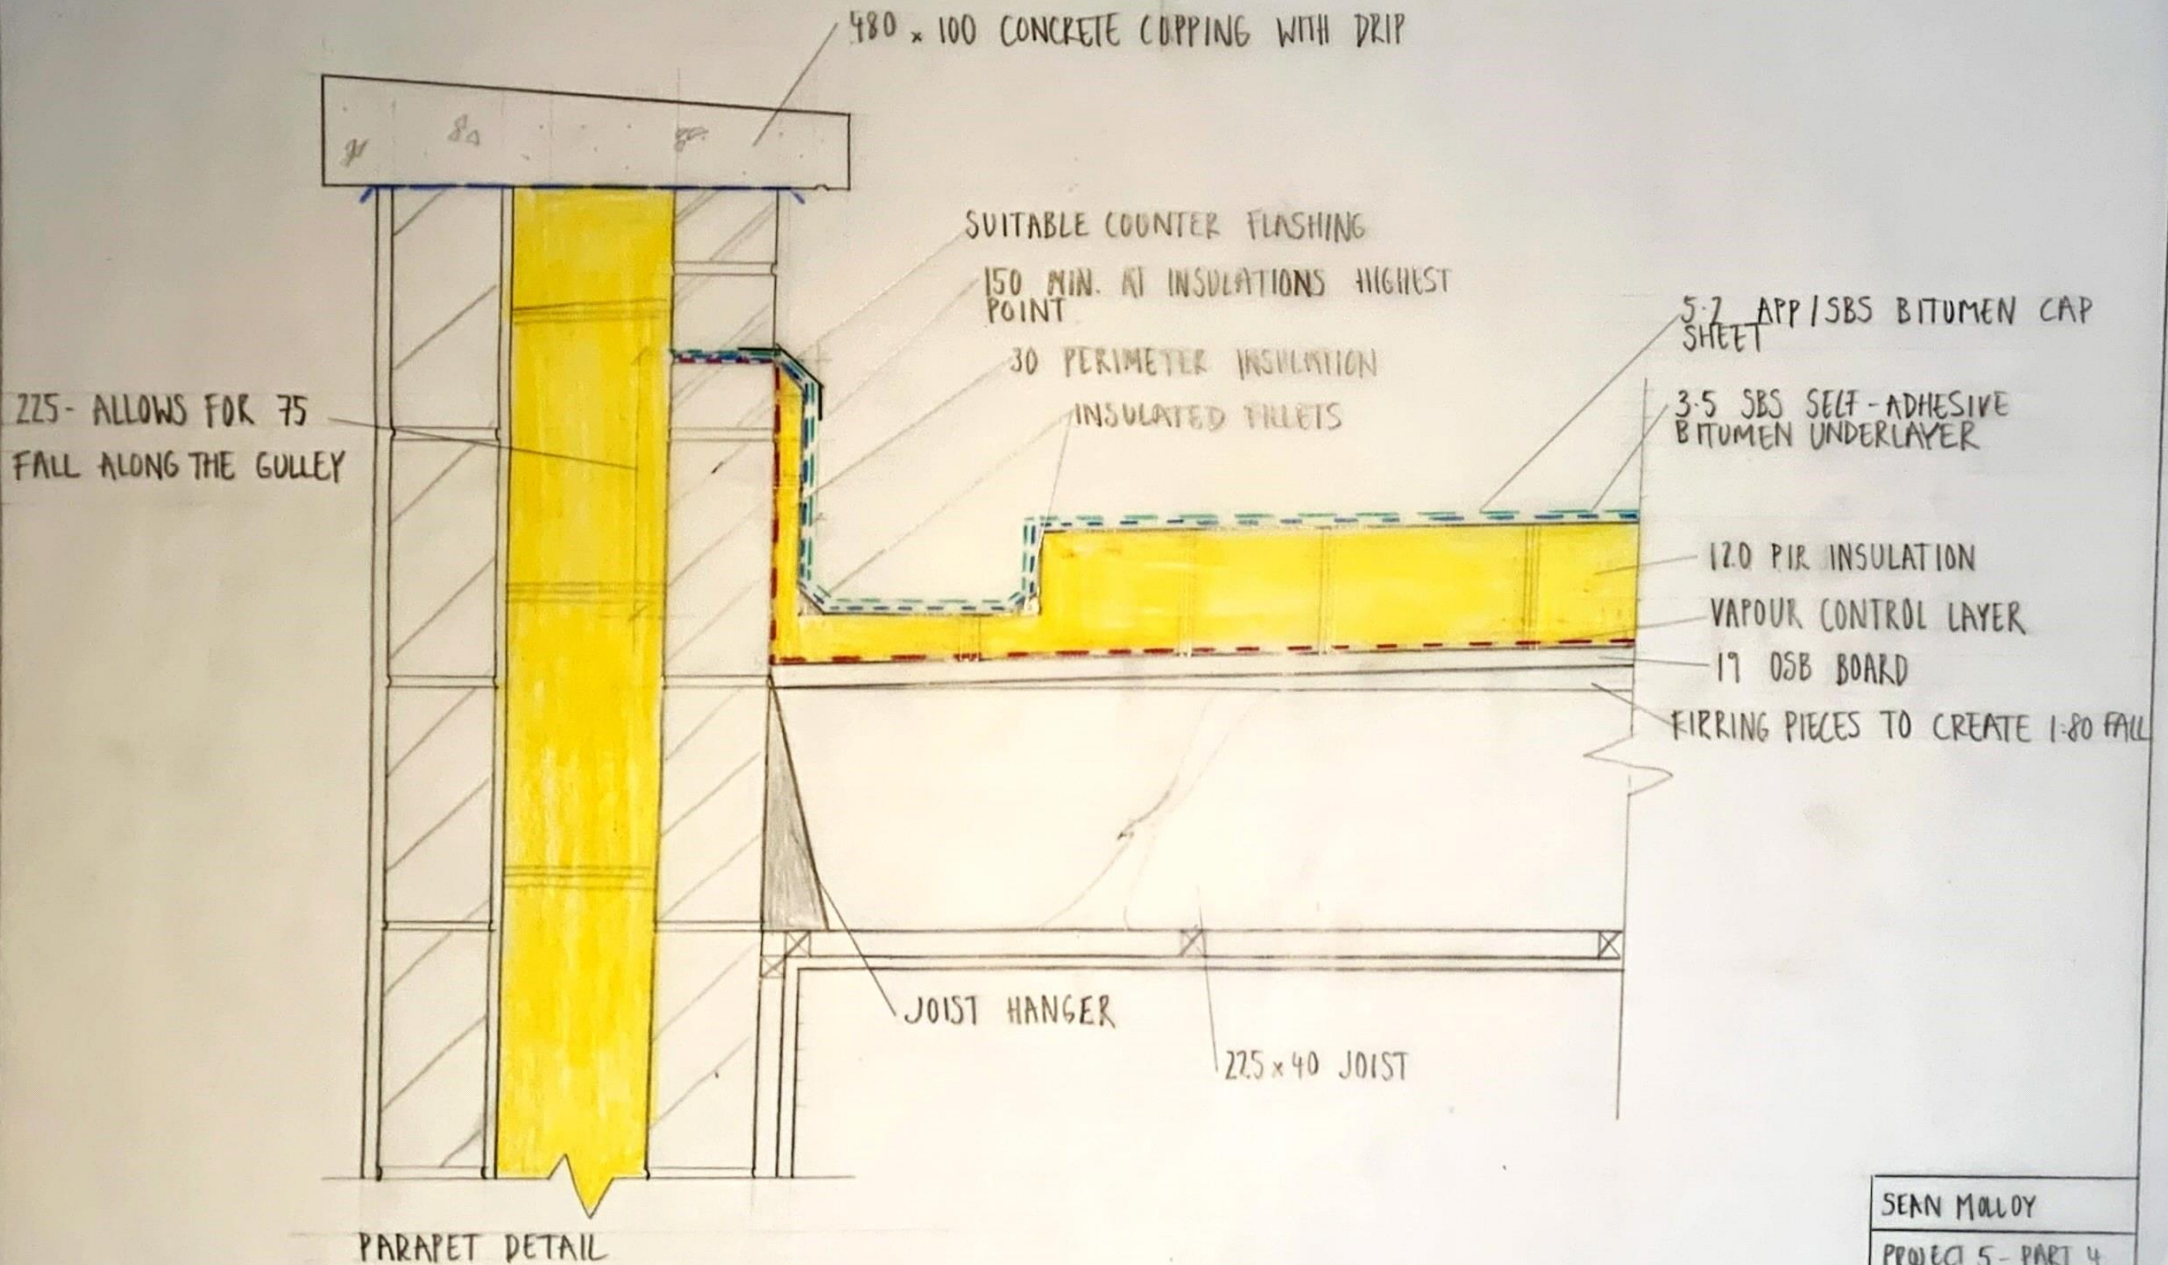 480 x 100 CONCRETE COPPING WITH DRIP
SUITABLE COUNTER FLASHING
150 MIN. AT INSULATIONS HIGHEST
POINT
30 PERIMETER INSULATION
INSULATED FILLETS
225- ALLOWS FOR 75
FALL ALONG THE GULLEY
5.2 APP/SBS BITUMEN CAP
SHEET
3.5 SBS SELF-ADHESIVE
BITUMEN UNDERLAYER
120 PIR INSULATION
VAPOUR CONTROL LAYER
19 OSB BOARD
FIRRING PIECES TO CREATE 1:80 FALL
JOIST HANGER
225x40 JOIST
PARAPET DETAIL
SEAN MOLLOY
PROJECT 5- PART 4